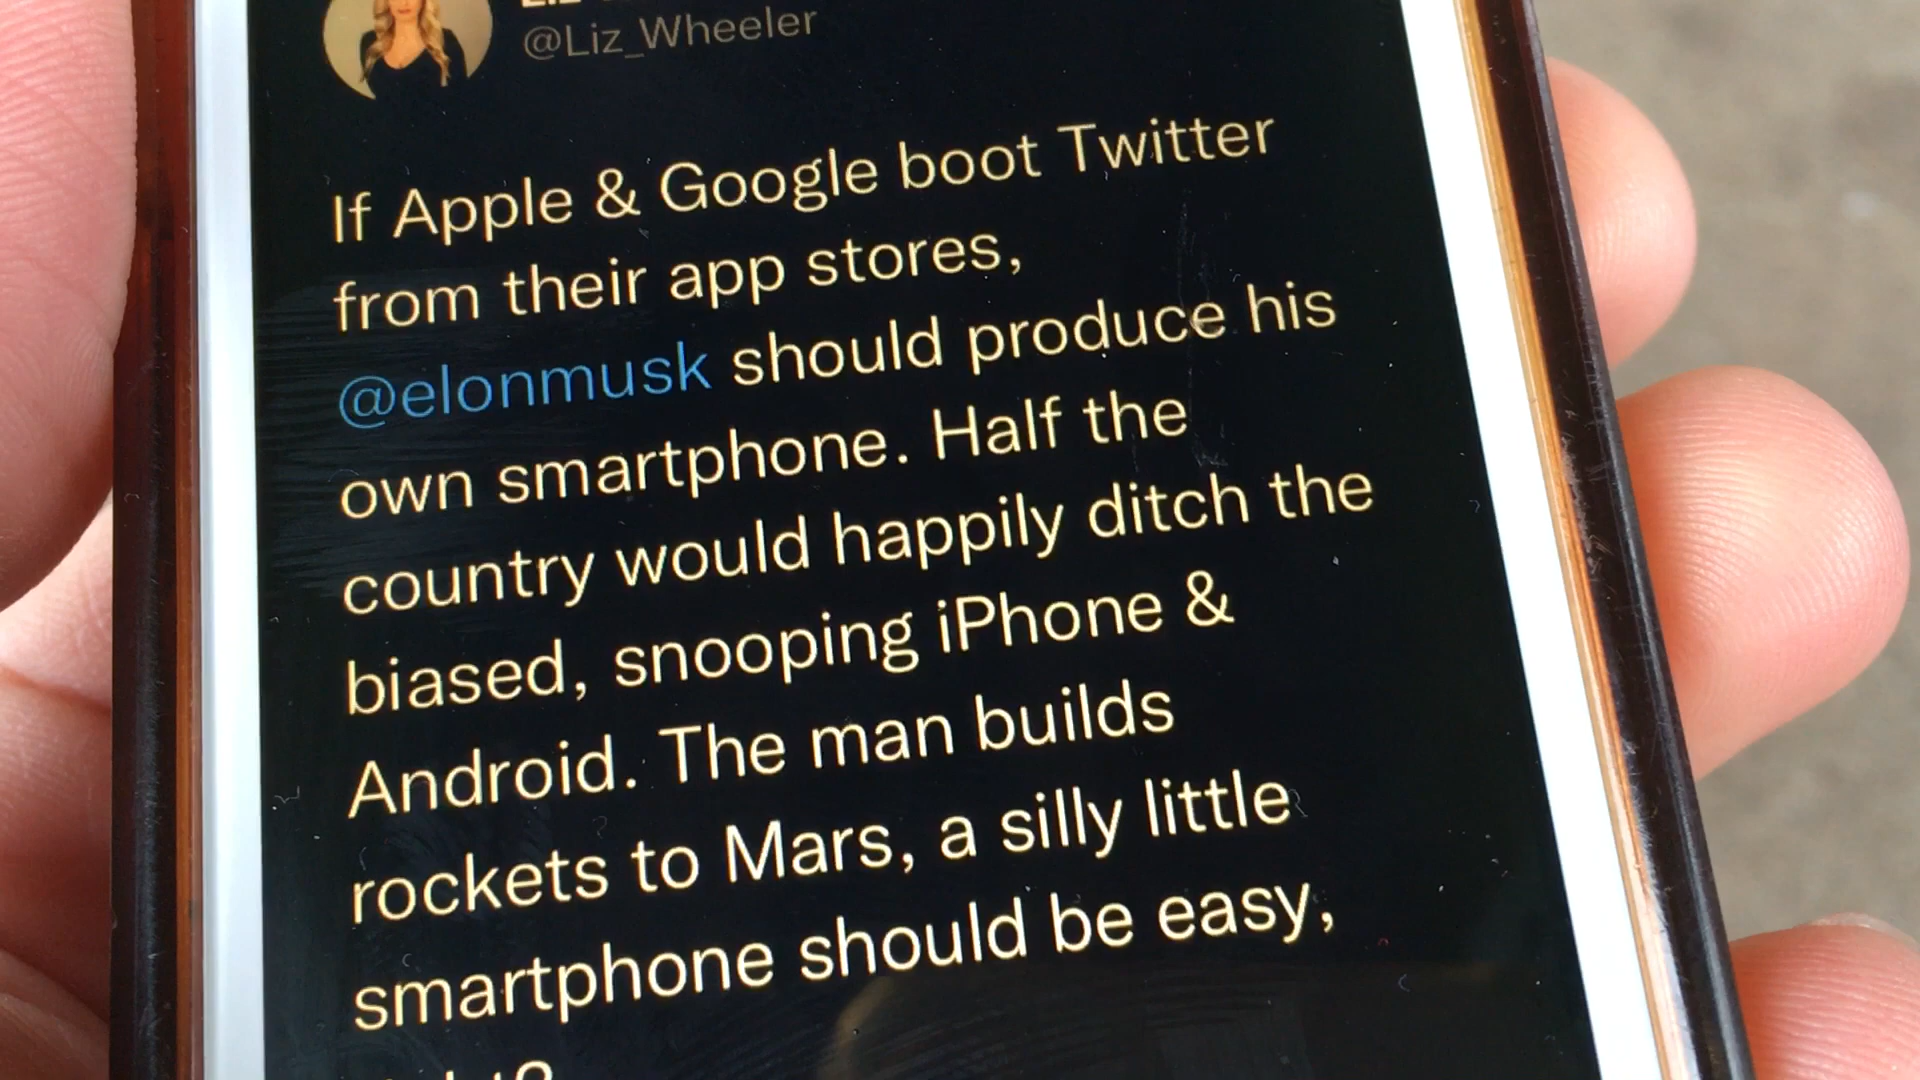 @Liz_Wheeler
If Apple & Google boot Twitter
from their app stores,
@elonmusk should produce his
own smartphone. Half the
country would happily ditch the
biased, snooping iPhone &
Android. The man builds
rockets to Mars, a silly little
smartphone should be easy,